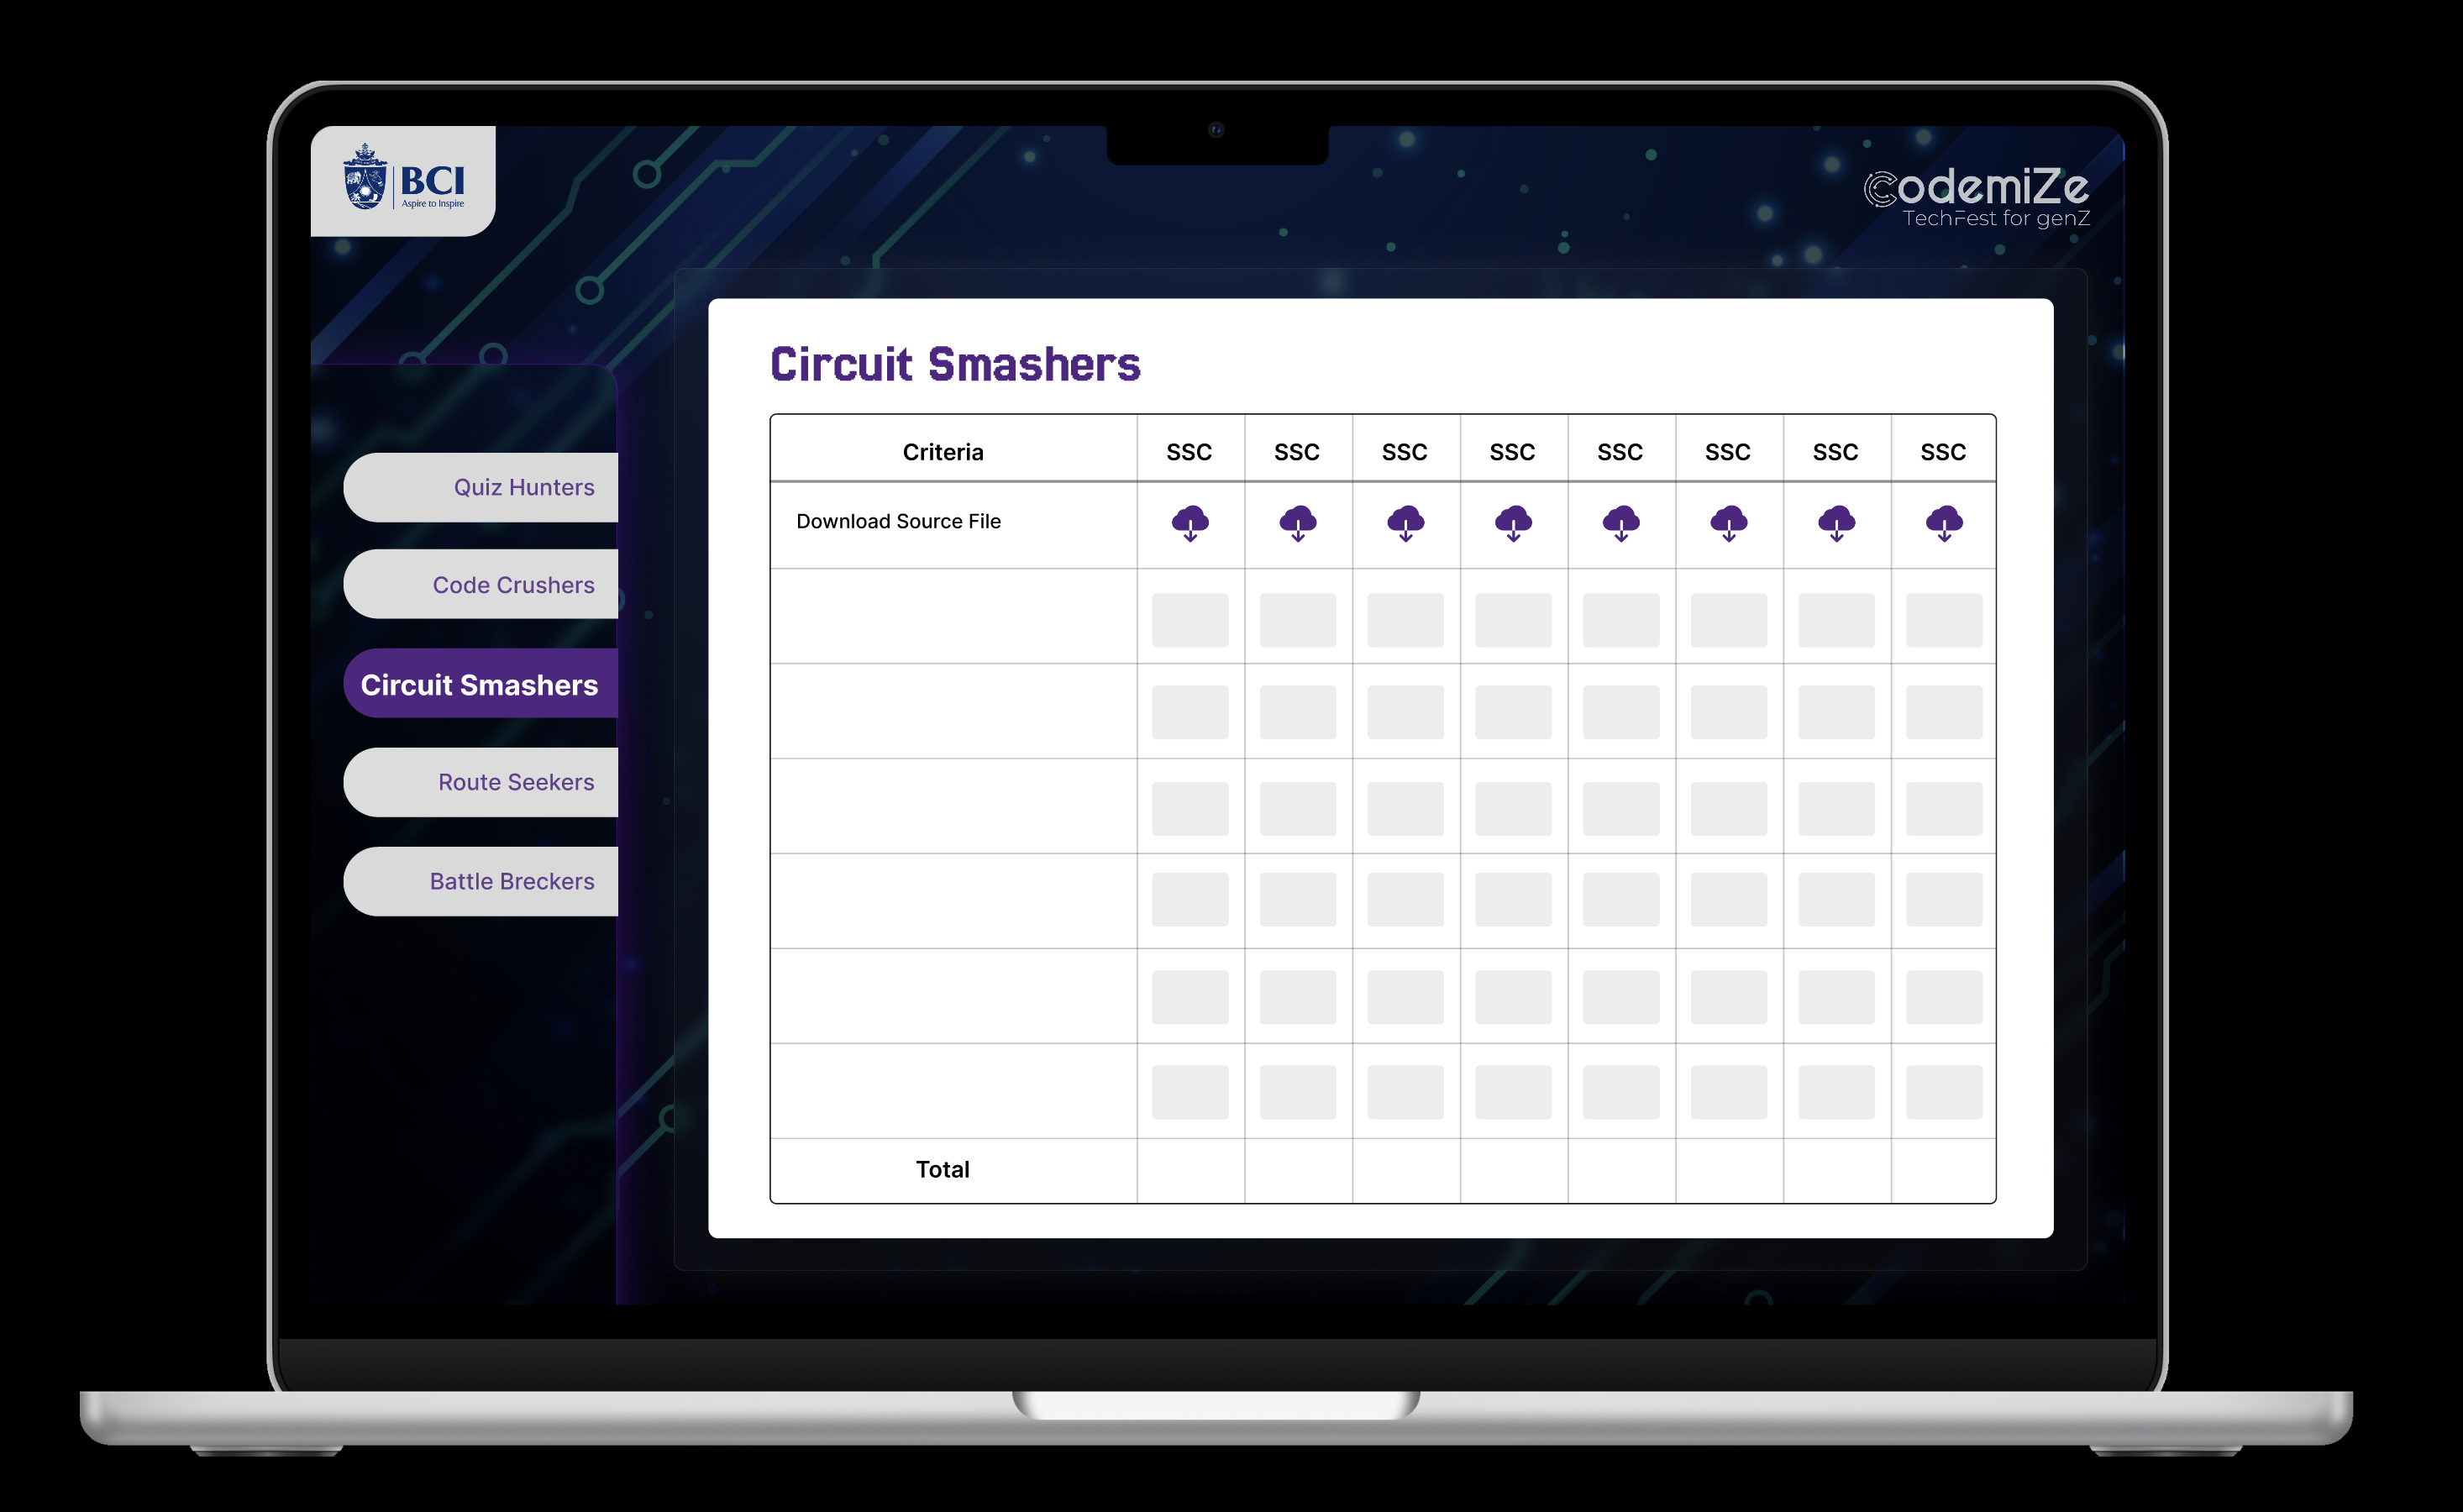 BCI
Aspire to Inspire
CodemiZe
TechFest for genZ
Quiz Hunters
Code Crushers
Circuit Smashers
Route Seekers
Battle Breckers
Circuit Smashers
Criteria SSC SSC SSC SSC SSC SSC SSC SSC
Download Source File
Total